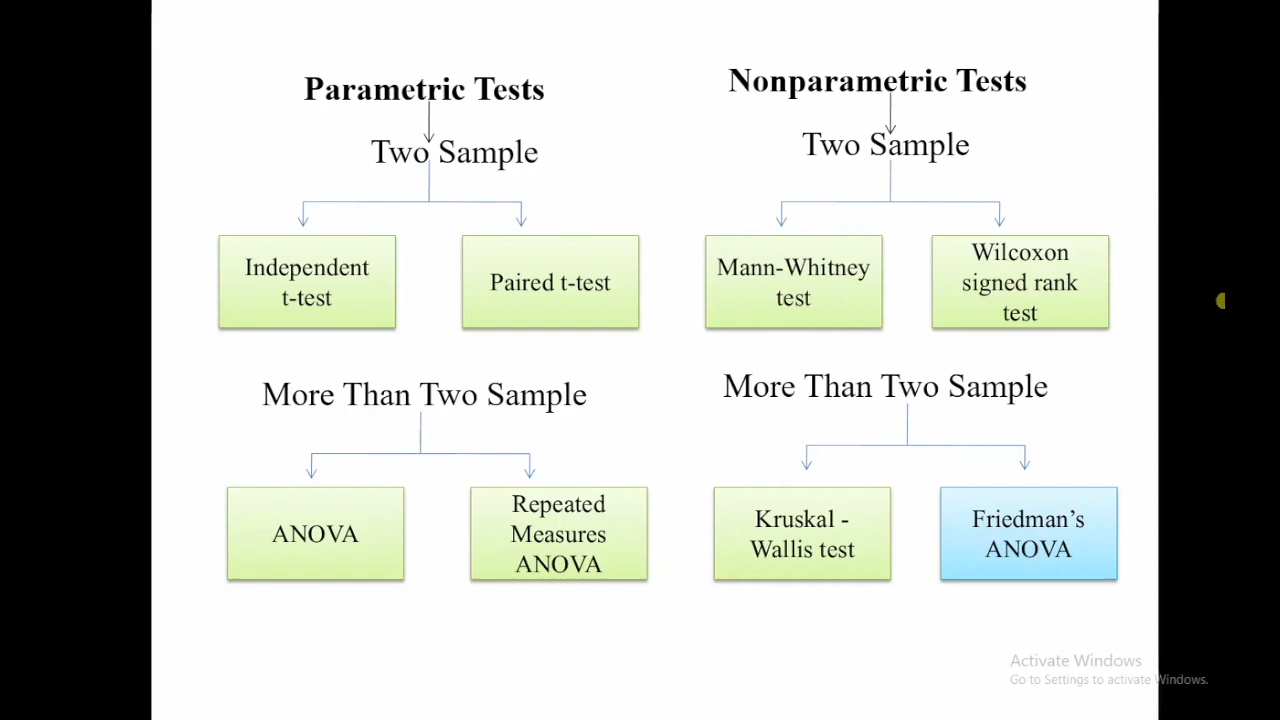 Parametric Tests
Two Sample
Independent
t-test
Paired t-test
More Than Two Sample
ANOVA
Repeated
Measures
ANOVA
Nonparametric Tests
Two Sample
Mann-Whitney
test
Wilcoxon
signed rank
test
More Than Two Sample
Kruskal -
Wallis test
Friedman’s
ANOVA
Activate Windows
Go to Settings to activate Windows.